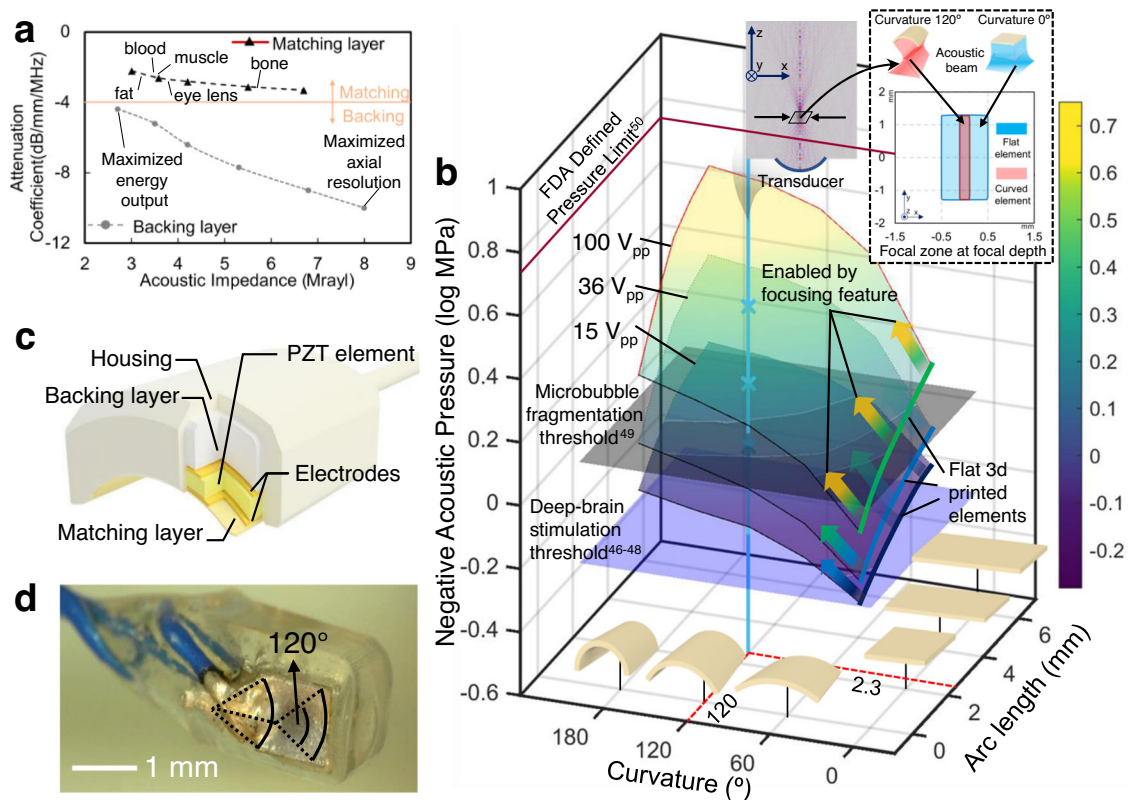 a
0
-4
-8
-12
Attenuation
Coefficient(dB/mm/MHz)
blood
muscle
fat
eye lens
bone
Matching layer
Matching
Backing
Maximized
energy
output
Maximized
axial
resolution
Backing layer
2 3 4 5 6 7 8 9
Acoustic Impedance (Mrayl)
b
1
0.8
0.6
0.4
0.2
0
-0.2
-0.4
-0.6
Negative Acoustic Pressure (log MPa)
FDA Defined
Pressure Limit50
100 Vpp
36 Vpp
15 Vpp
Microbubble
fragmentation
threshold49
Deep-brain
stimulation
threshold46-48
z
y
x
Transducer
Curvature 120º
Curvature 0º
Acoustic
beam
2
mm
1
0
-1
-2
Flat
element
Curved
element
y
z
x
mm
-1.5 -0.5 0.5 1.5
Focal zone at focal depth
Enabled by
focusing feature
Flat 3d
printed
elements
2.3
120
180
120
60
0
Curvature (º)
0
2
4
6
Arc length (mm)
0.7
0.6
0.5
0.4
0.3
0.2
0.1
0
-0.1
-0.2
c
Housing
PZT element
Backing layer
Electrodes
Matching layer
d
120°
1 mm